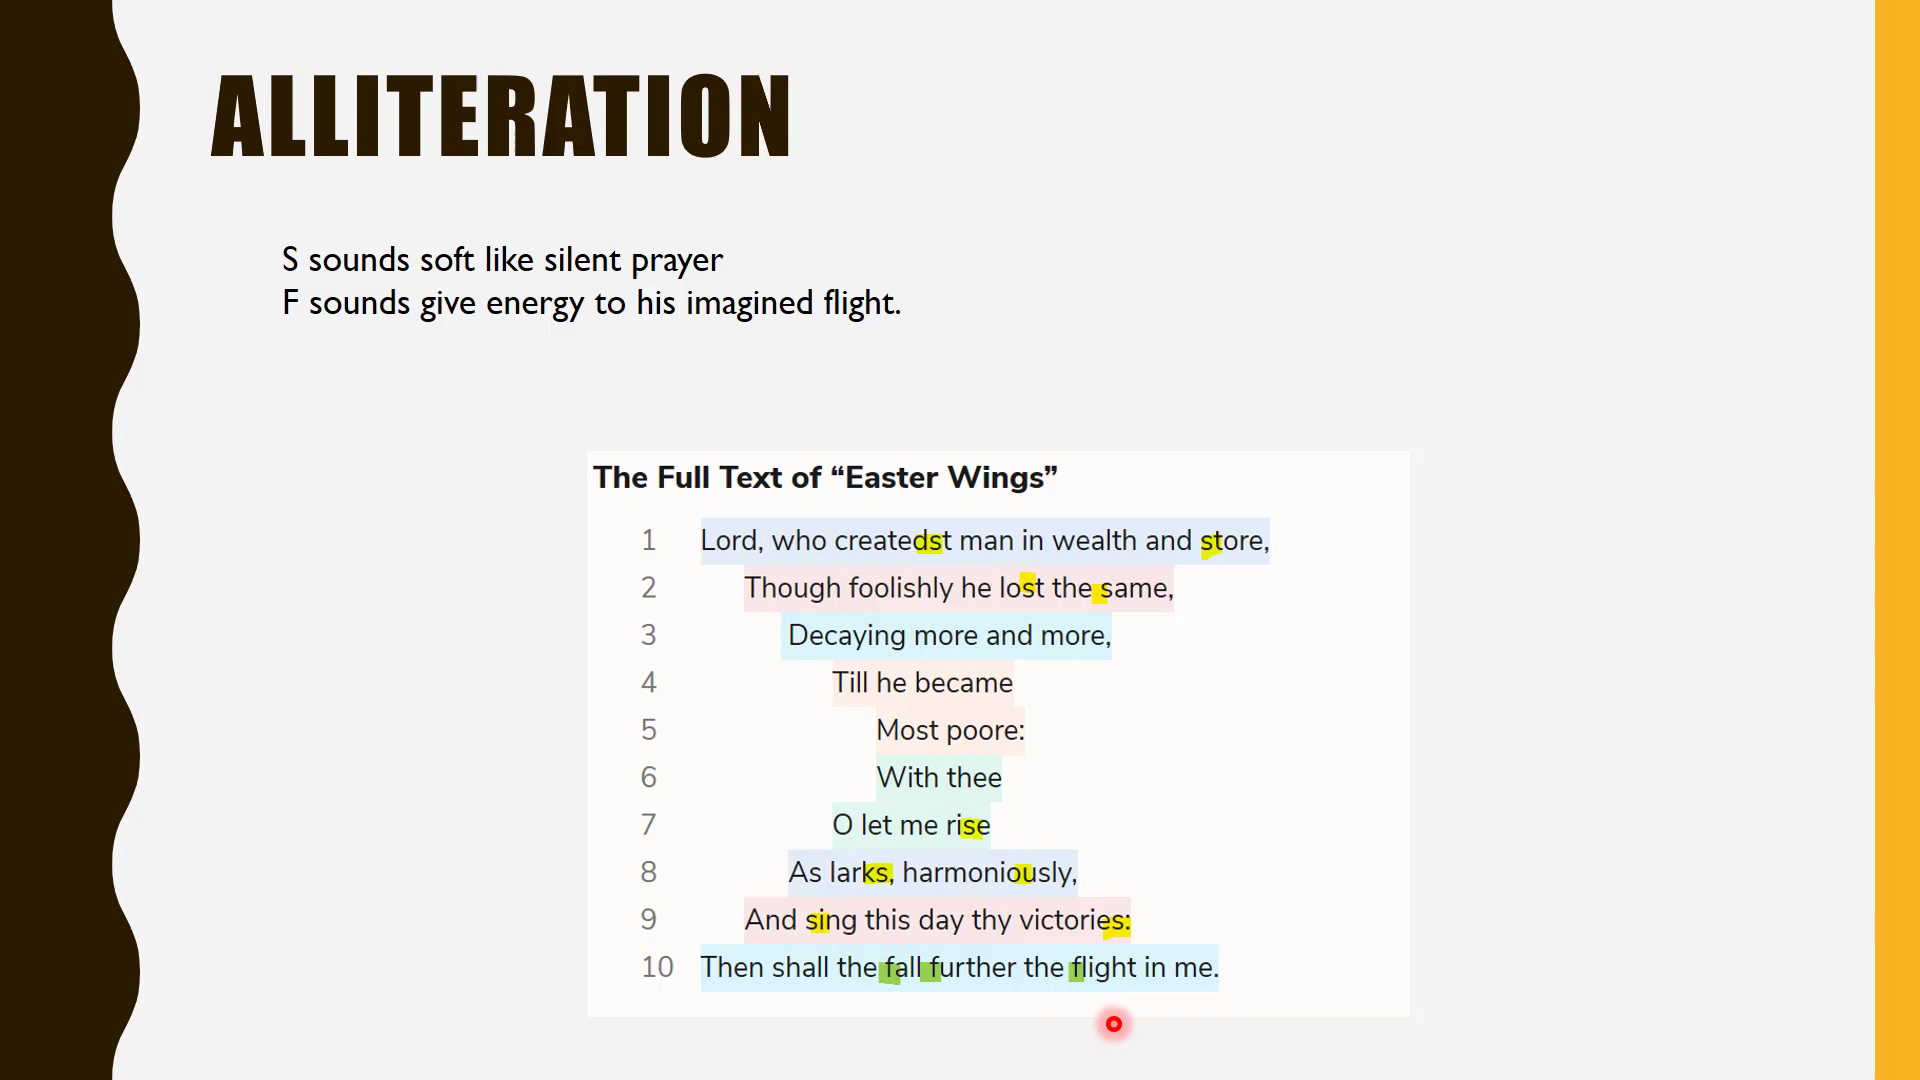 ALLITERATION
S sounds soft like silent prayer
F sounds give energy to his imagined flight.
The Full Text of “Easter Wings”
1 Lord, who createdst man in wealth and store,
2 Though foolishly he lost the same,
3 Decaying more and more,
4 Till he became
5 Most poore:
6 With thee
7 O let me rise
8 As larks, harmoniously,
9 And sing this day thy victories:
10 Then shall the fall further the flight in me.